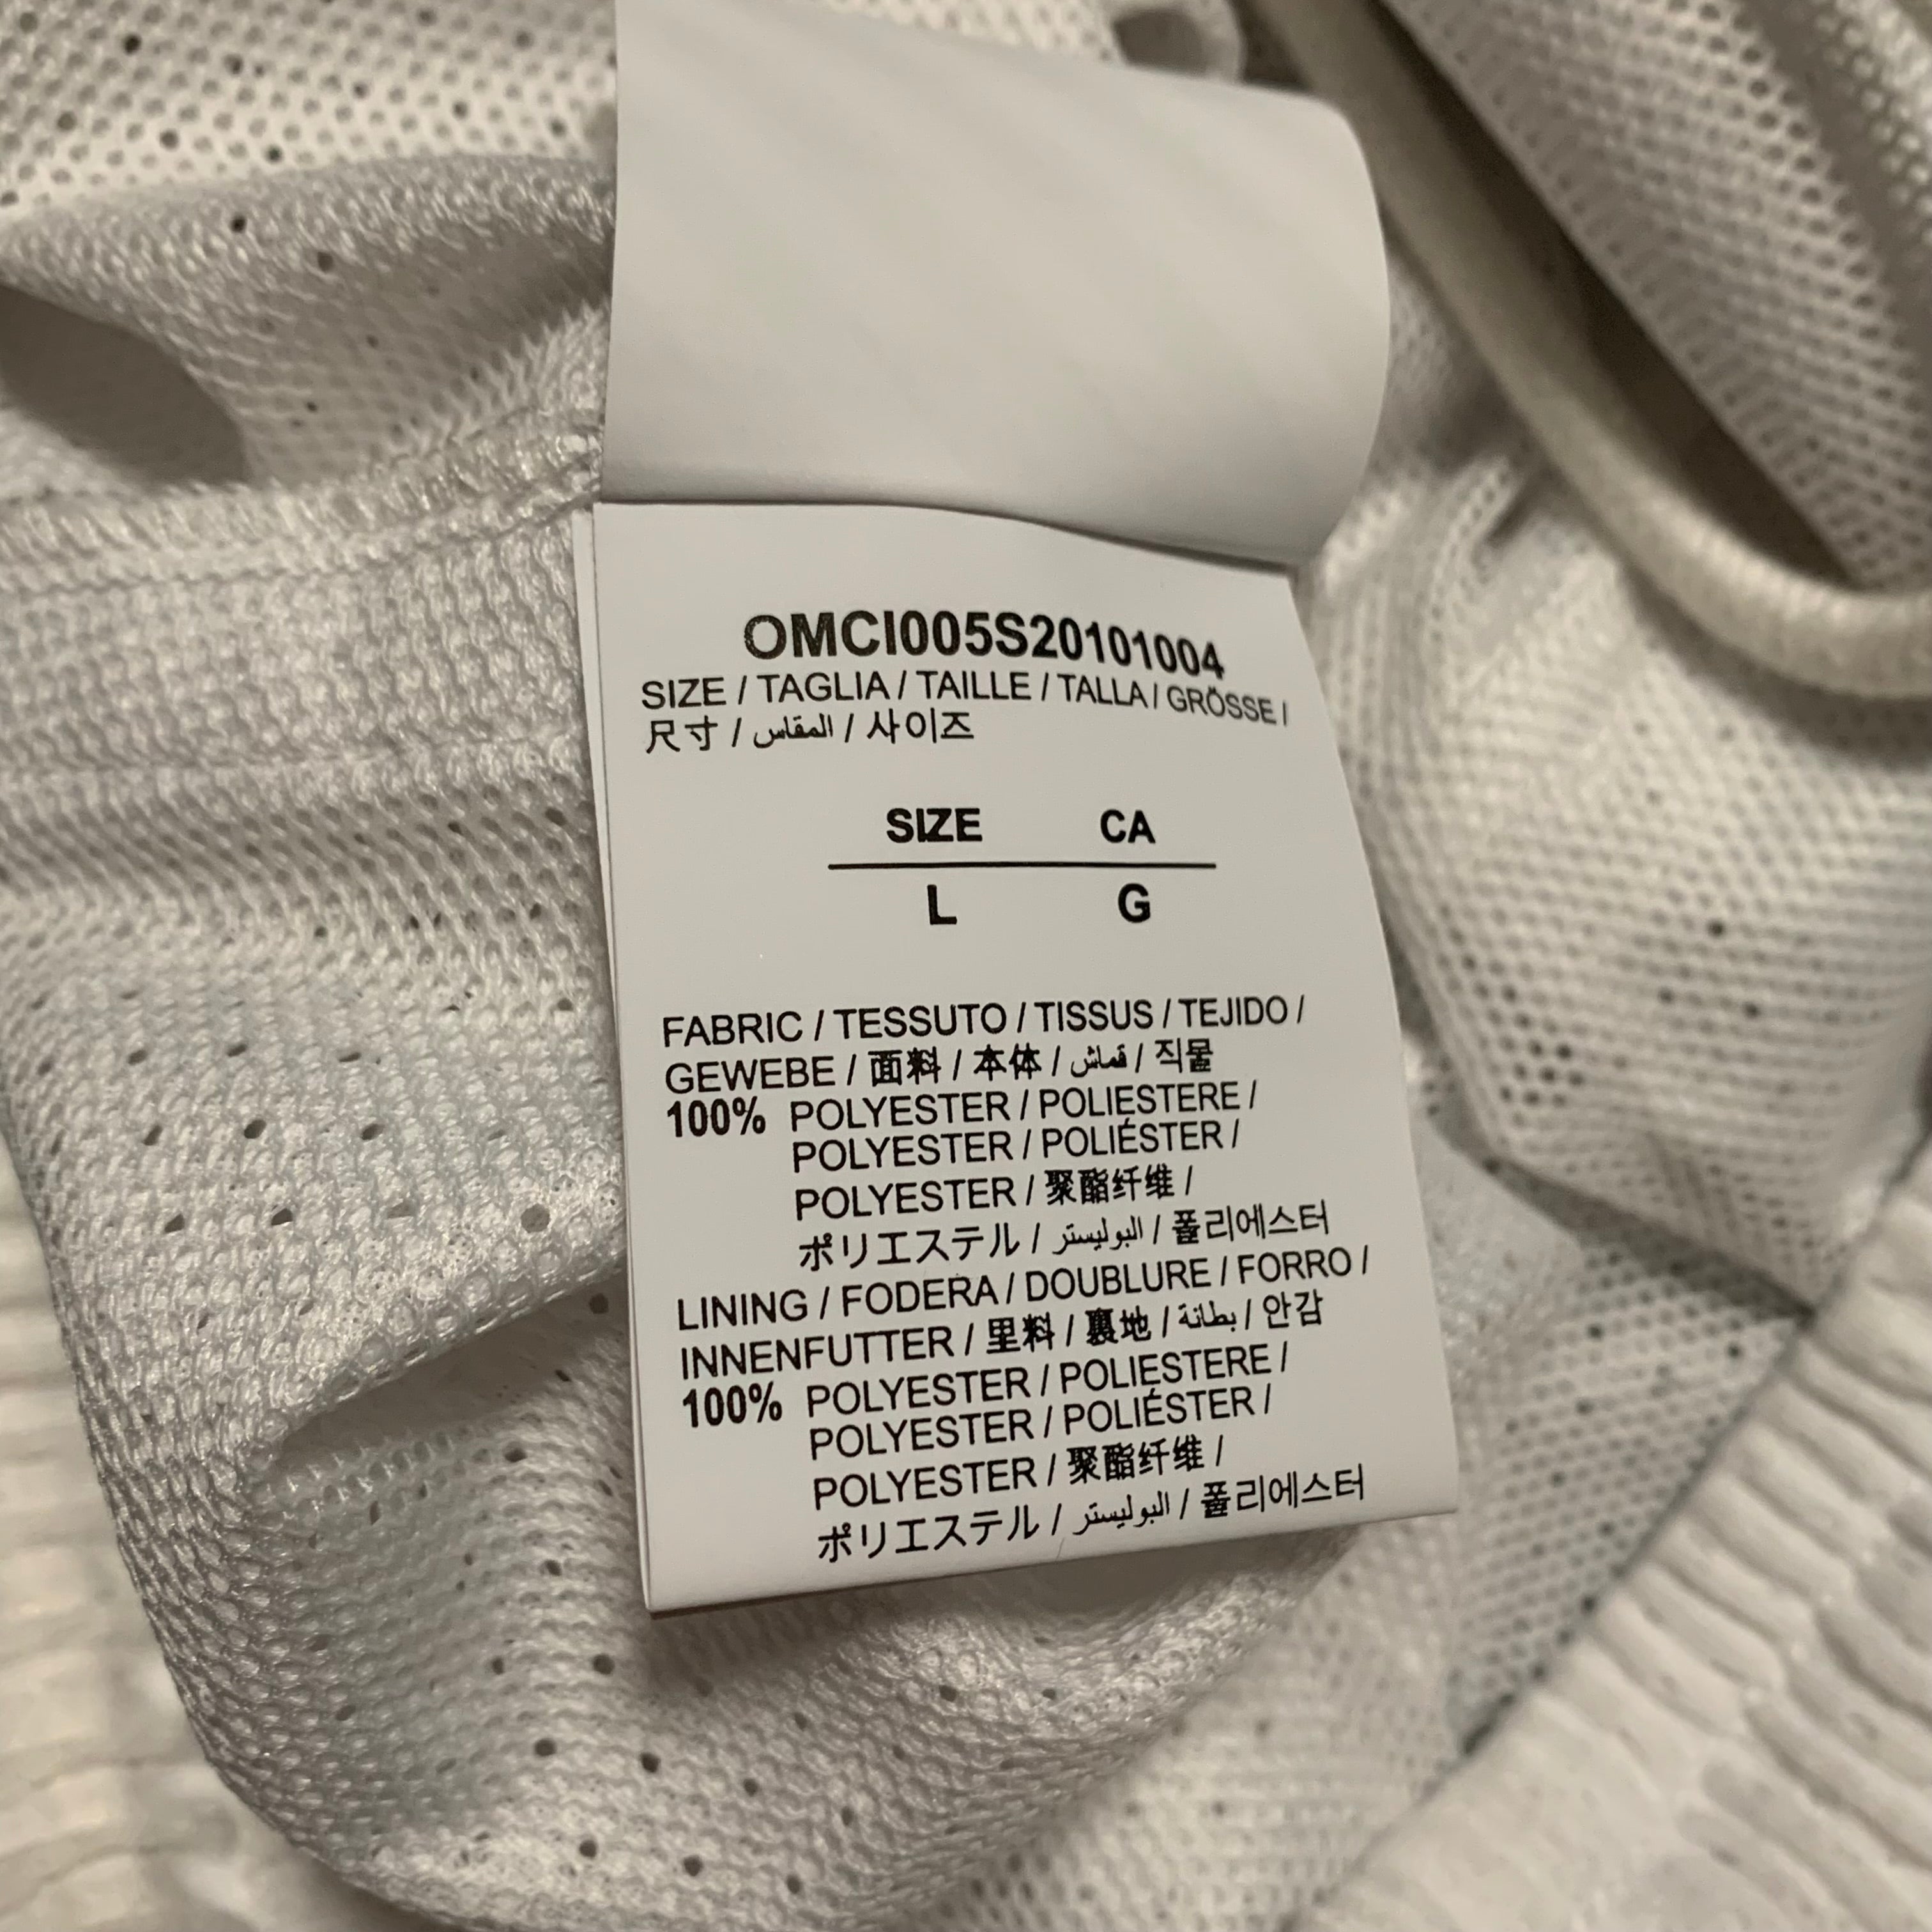 OMCI005S20101004
SIZE / TAGLIA / TAILLE / TALLA / GRÖSSE /
尺寸 / المقاس / 사이즈
SIZE CA
L G
FABRIC / TESSUTO / TISSUS / TEJIDO /
GEWEBE / 面料 / 本体 / قماش / 직물
100% POLYESTER / POLIESTERE /
POLYESTER / POLIÉSTER /
POLYESTER / 聚酯纤维 /
ポリエステル / البوليستر / 폴리에스터
LINING / FODERA / DOUBLURE / FORRO /
INNENFUTTER / 里料 / 裏地 / بطانة / 안감
100% POLYESTER / POLIESTERE /
POLYESTER / POLIÉSTER /
POLYESTER / 聚酯纤维 /
ポリエステル / البوليستر / 폴리에스터